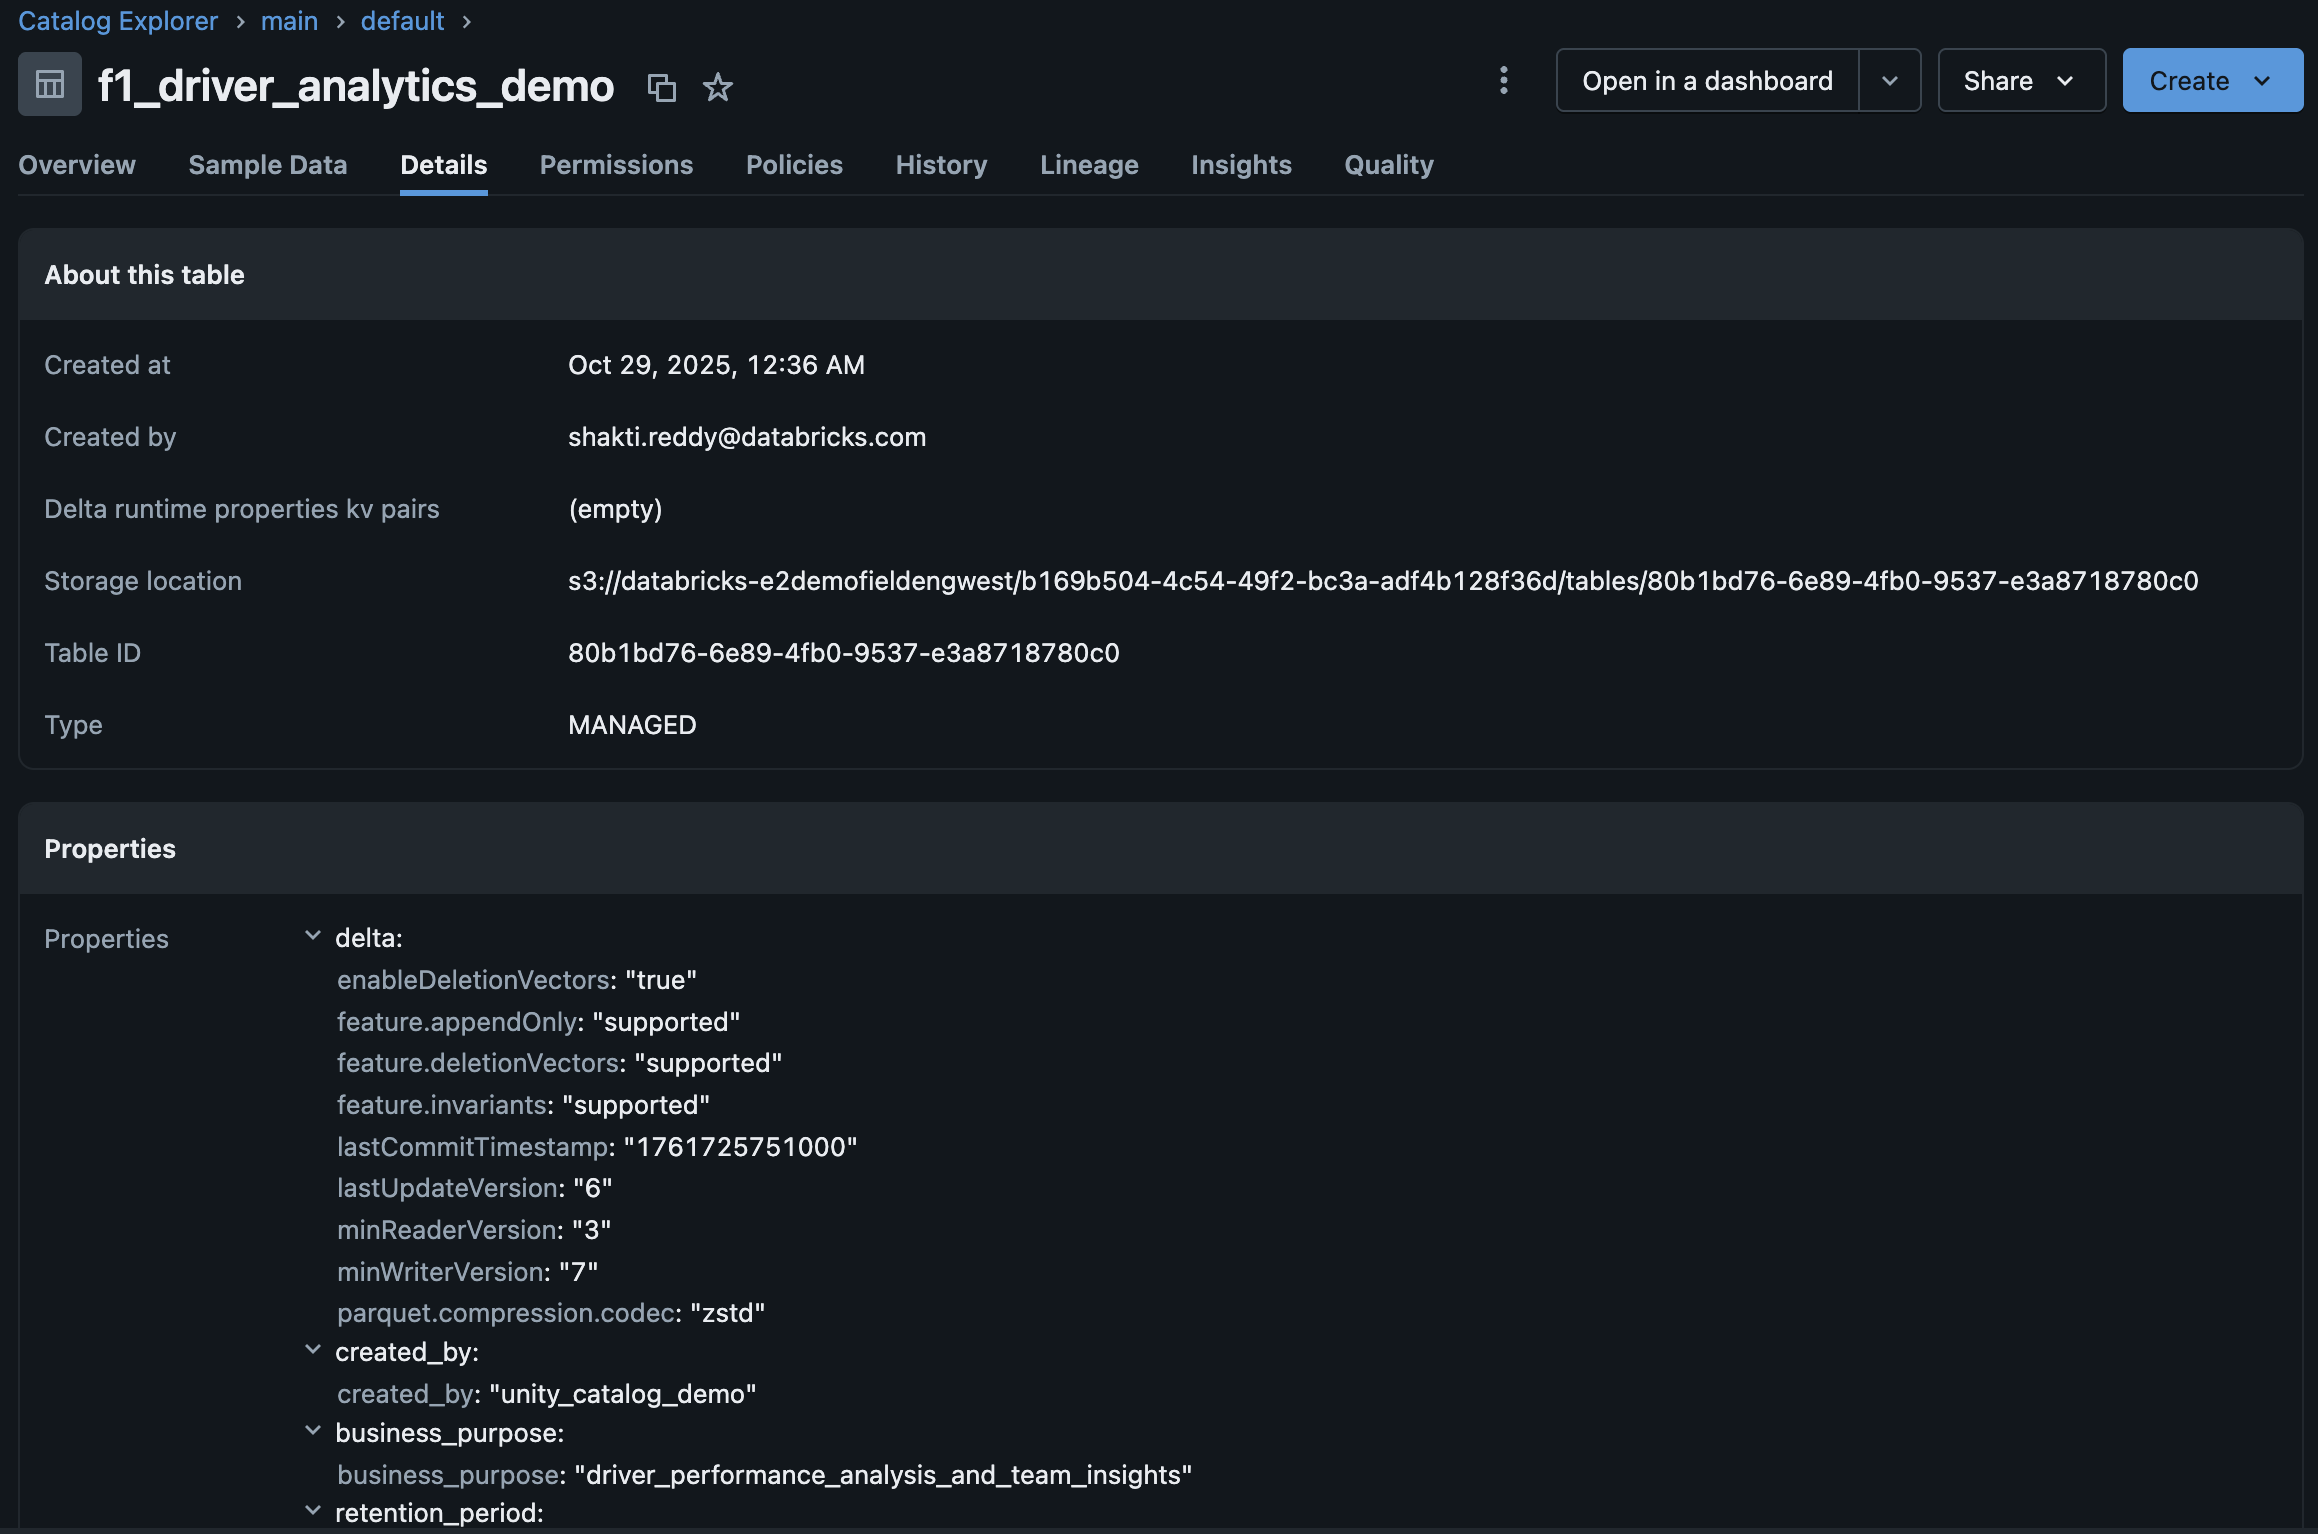 Catalog Explorer > main > default >
f1_driver_analytics_demo
Open in a dashboard
Share
Create
Overview Sample Data Details Permissions Policies History Lineage Insights Quality
About this table
Created at Oct 29, 2025, 12:36 AM
Created by shakti.reddy@databricks.com
Delta runtime properties kv pairs (empty)
Storage location s3://databricks-e2demofieldengwest/b169b504-4c54-49f2-bc3a-adf4b128f36d/tables/80b1bd76-6e89-4fb0-9537-e3a8718780c0
Table ID 80b1bd76-6e89-4fb0-9537-e3a8718780c0
Type MANAGED
Properties
Properties delta:
enableDeletionVectors: "true"
feature.appendOnly: "supported"
feature.deletionVectors: "supported"
feature.invariants: "supported"
lastCommitTimestamp: "1761725751000"
lastUpdateVersion: "6"
minReaderVersion: "3"
minWriterVersion: "7"
parquet.compression.codec: "zstd"
created_by:
created_by: "unity_catalog_demo"
business_purpose:
business_purpose: "driver_performance_analysis_and_team_insights"
retention_period: